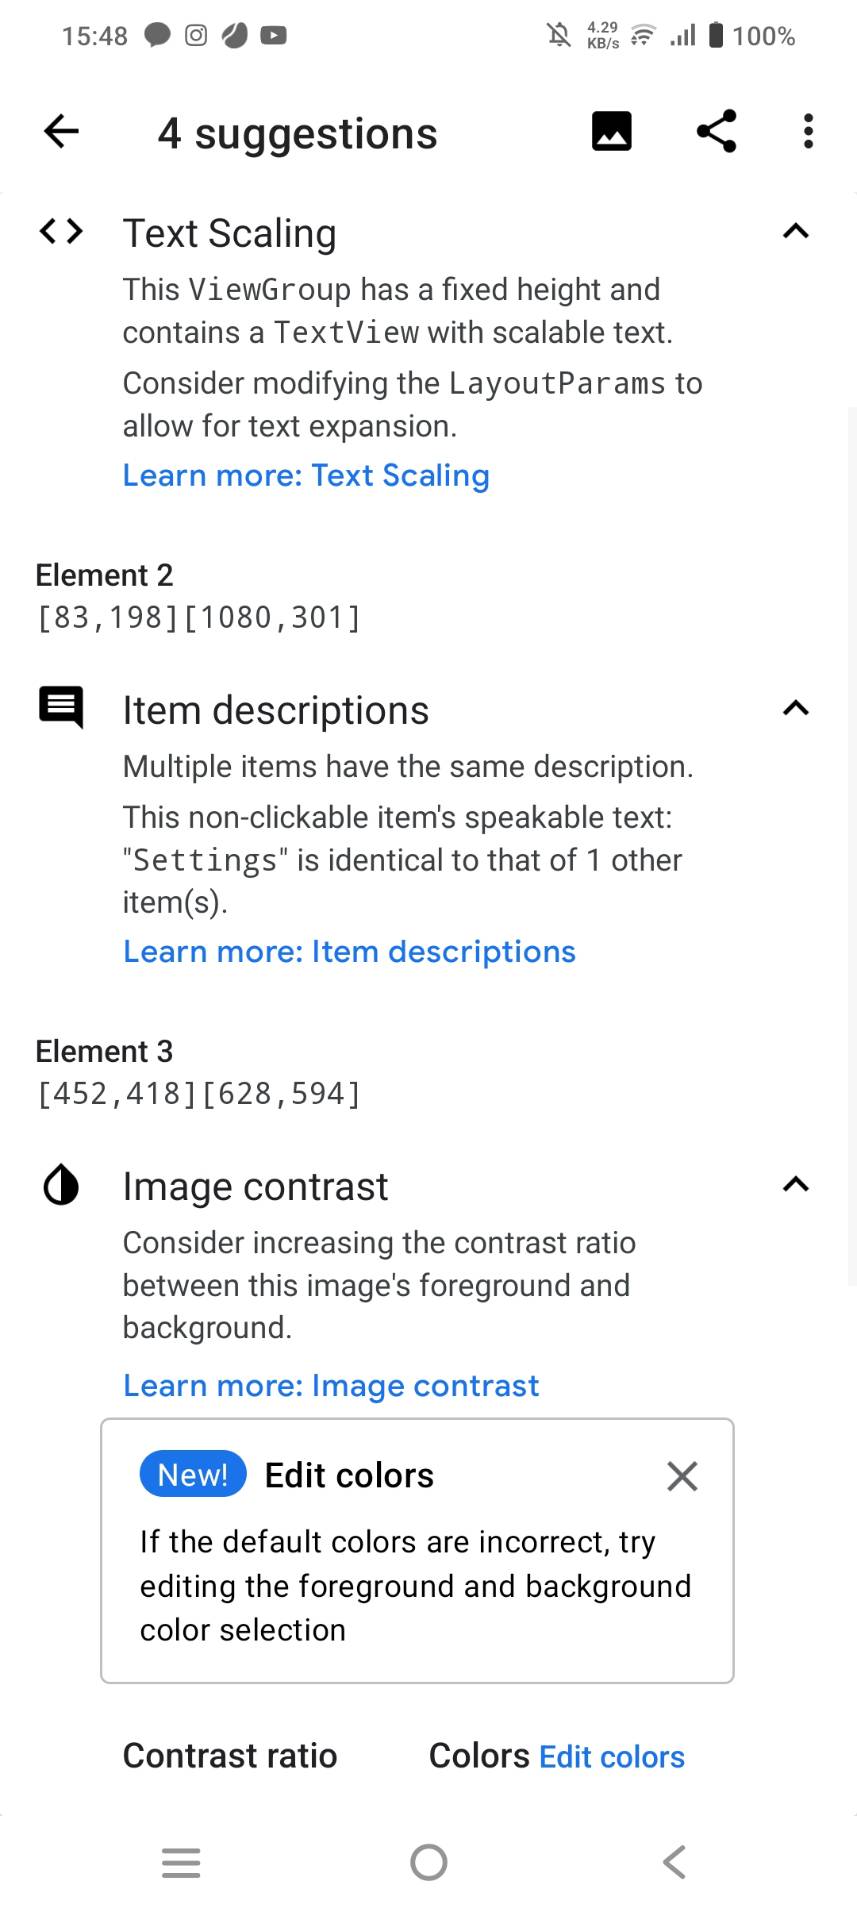 15:48
4.29
KB/s
100%
4 suggestions
Text Scaling
This ViewGroup has a fixed height and
contains a TextView with scalable text.
Consider modifying the LayoutParams to
allow for text expansion.
Learn more: Text Scaling
Element 2
[83,198][1080,301]
Item descriptions
Multiple items have the same description.
This non-clickable item's speakable text:
"Settings" is identical to that of 1 other
item(s).
Learn more: Item descriptions
Element 3
[452,418][628,594]
Image contrast
Consider increasing the contrast ratio
between this image's foreground and
background.
Learn more: Image contrast
New! Edit colors
If the default colors are incorrect, try
editing the foreground and background
color selection
Contrast ratio Colors Edit colors